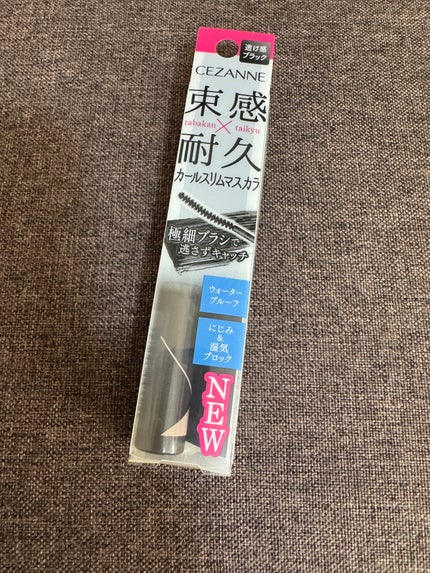 透け感
ブラック
CEZANNE
束感
tabakan × taikyu
耐久
カールスリムマスカラ
極細ブラシで
逃さずキャッチ
ウォーター
プルーフ
にじみ
&
湿気
ブロック
NEW